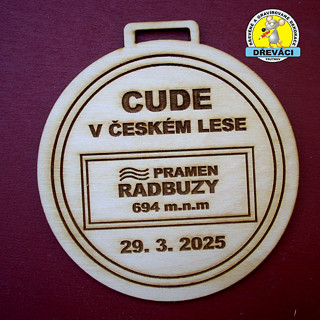 CUDE
V ČESKÉM LESE
PRAMEN
RADBUZY
694 m.n.m
29. 3. 2025
DŘEVÁCI